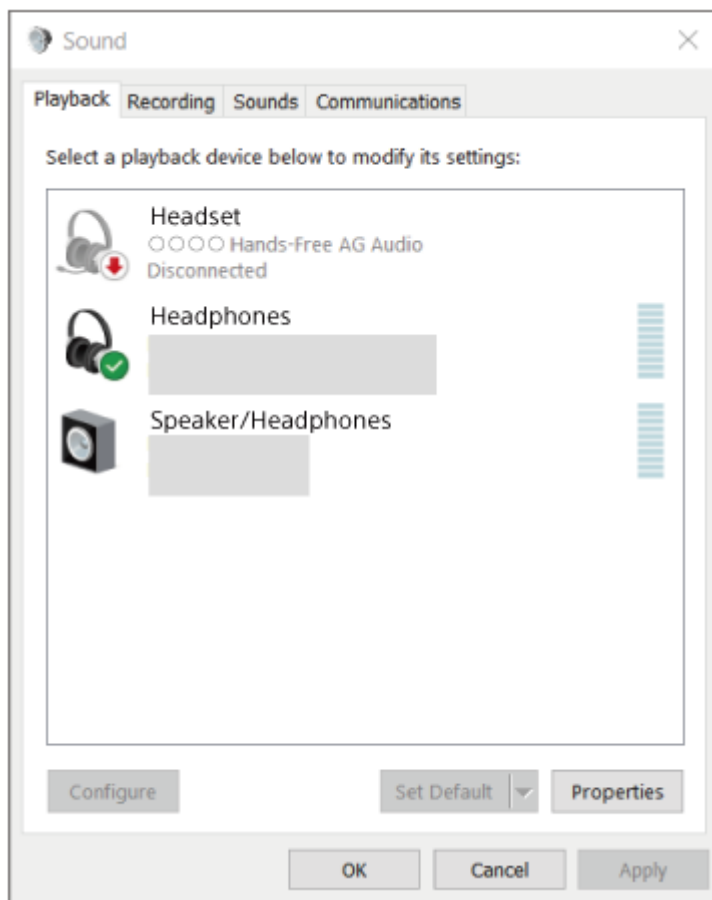 Sound
Playback Recording Sounds Communications
Select a playback device below to modify its settings:
Headset
○○○○ Hands-Free AG Audio
Disconnected
Headphones
Speaker/Headphones
Configure Set Default Properties
OK Cancel Apply